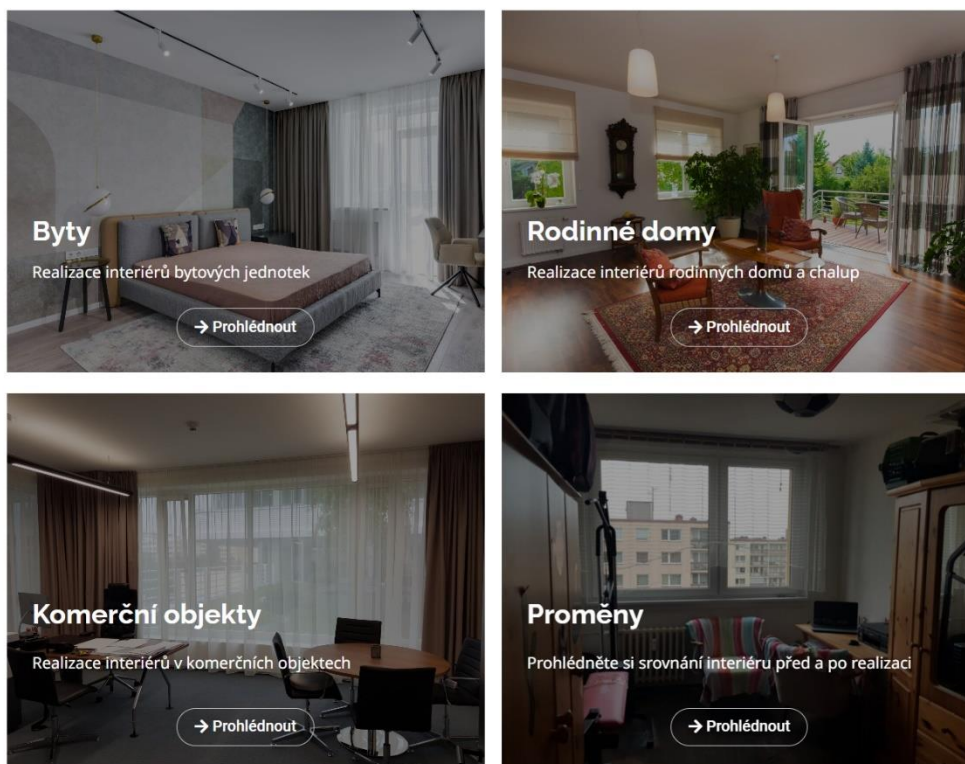 Byty
Realizace interiérů bytových jednotek
→ Prohlédnout
Rodinné domy
Realizace interiérů rodinných domů a chalup
→ Prohlédnout
Komerční objekty
Realizace interiérů v komerčních objektech
→ Prohlédnout
Proměny
Prohlédněte si srovnání interiéru před a po realizaci
→ Prohlédnout